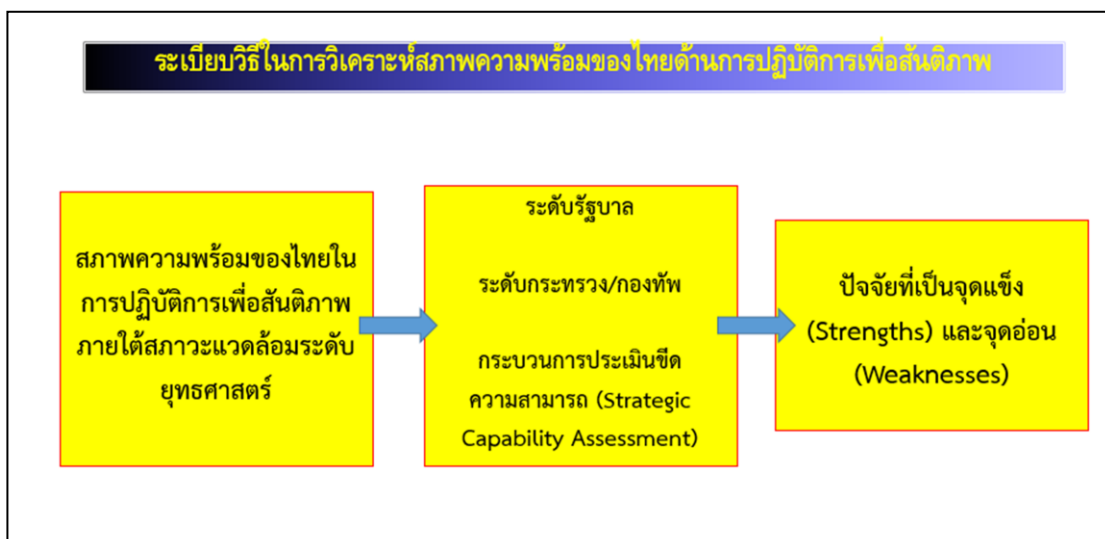 ระเบียบวิธีในการวิเคราะห์สภาพความพร้อมของไทยด้านการปฏิบัติการเพื่อสันติภาพ
สภาพความพร้อมของไทยใน
การปฏิบัติการเพื่อสันติภาพ
ภายใต้สภาวะแวดล้อมระดับ
ยุทธศาสตร์
ระดับรัฐบาล
ระดับกระทรวง/กองทัพ
กระบวนการประเมินขีด
ความสามารถ (Strategic
Capability Assessment)
ปัจจัยที่เป็นจุดแข็ง
(Strengths) และจุดอ่อน
(Weaknesses)